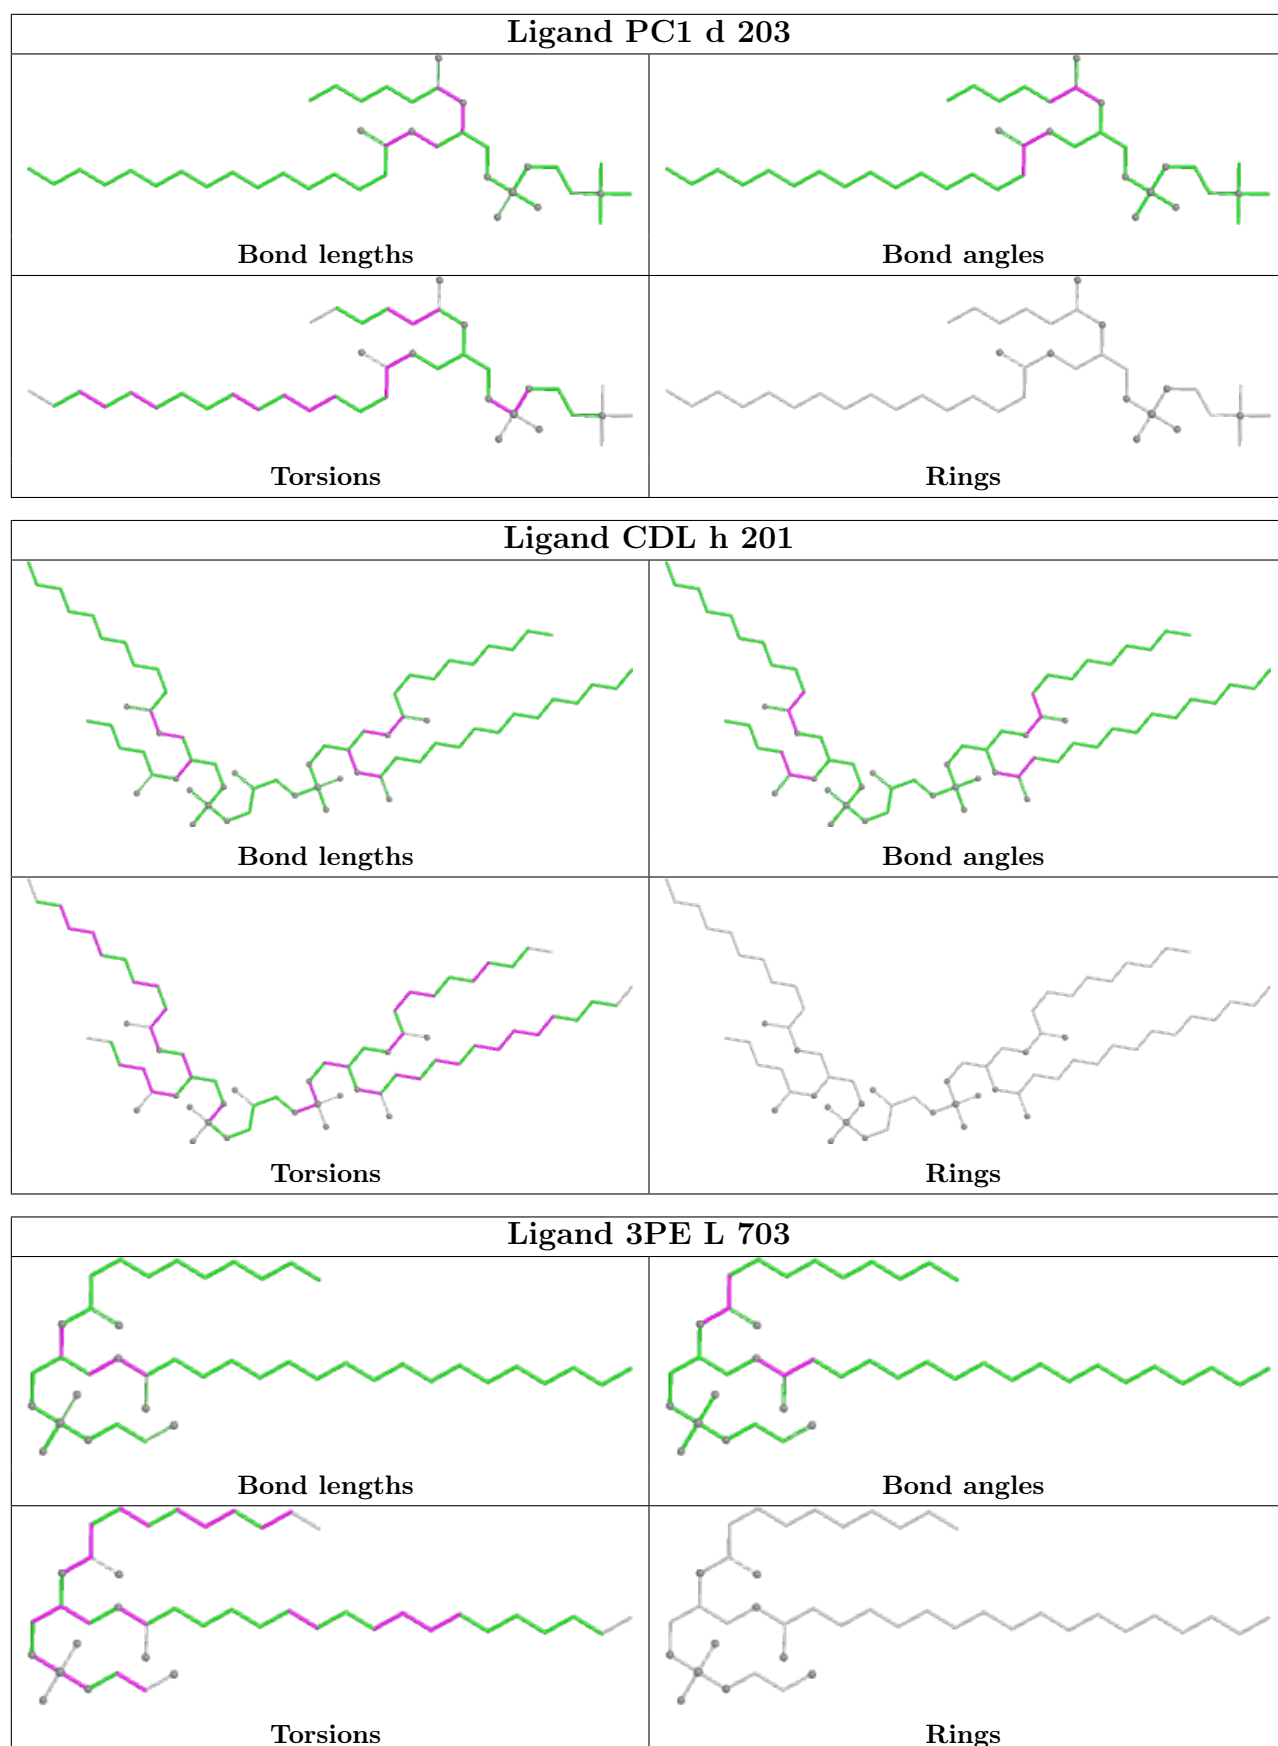 Ligand PC1 d 203
Bond lengths
Bond angles
Torsions
Rings
Ligand CDL h 201
Bond lengths
Bond angles
Torsions
Rings
Ligand 3PE L 703
Bond lengths
Bond angles
Torsions
Rings